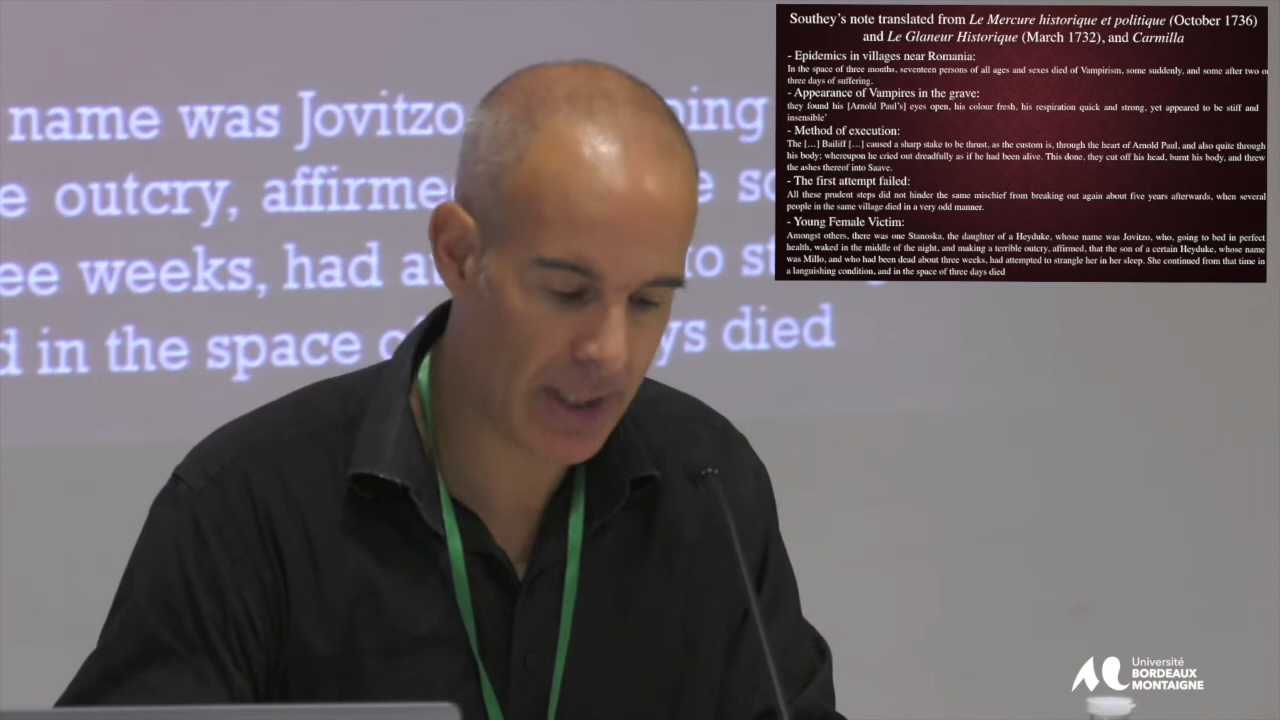 Southey's note translated from Le Mercure historique et politique (October 1736)
and Le Glaneur Historique (March 1732), and Carmilla
- Epidemics in villages near Romania:
In the space of three months, seventeen persons of all ages and sexes died of Vampirism, some suddenly, and some after two o
three days of suffering.
- Appearance of Vampires in the grave:
they found his [Arnold Paul's] eyes open, his colour fresh, his respiration quick and strong, yet appeared to be stiff and
insensible'
- Method of execution:
The [...] Bailiff [...] caused a sharp stake to be thrust, as the custom is, through the heart of Arnold Paul, and also quite through
his body; whereupon he cried out dreadfully as if he had been alive. This done, they cut off his head, burnt his body, and threw
the ashes thereof into Saave.
- The first attempt failed:
All these prudent steps did not hinder the same mischief from breaking out again about five years afterwards, when several
people in the same village died in a very odd manner.
- Young Female Victim:
Amongst others, there was one Stanoska, the daughter of a Heyduke, whose name was Jovitzo, who, going to bed in perfect
health, waked in the middle of the night, and making a terrible outcry, affirmed, that the son of a certain Heyduke, whose name
was Millo, and who had been dead about three weeks, had attempted to strangle her in her sleep. She continued from that time in
a languishing condition, and in the space of three days died
name was Jovitzo
e outcry, affirmed
ee weeks, had a to st
d in the space o ys died
Université
BORDEAUX
MONTAIGNE